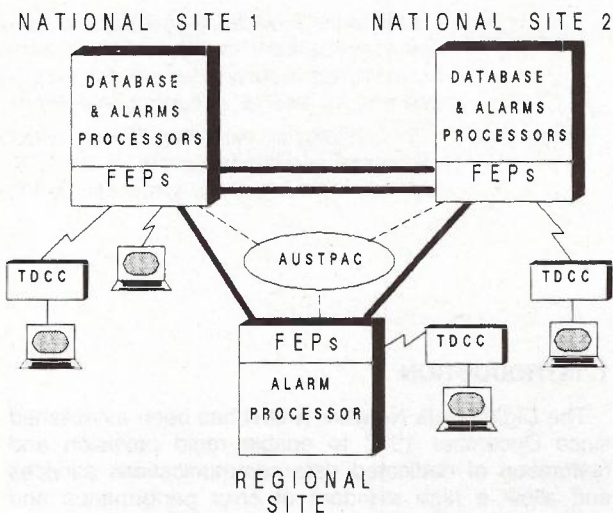 NATIONAL SITE
NATIONAL SITE 2
DATABASE
& ALARMS
PROCESSORS
FEPs
DATABASE
& ALARMS
PROCESSORS
FEPs
TDCC
AUSTPAC
TDCC
FEPs
ALARM
PROCESSOR
TDCC
REGIONAL
SITE